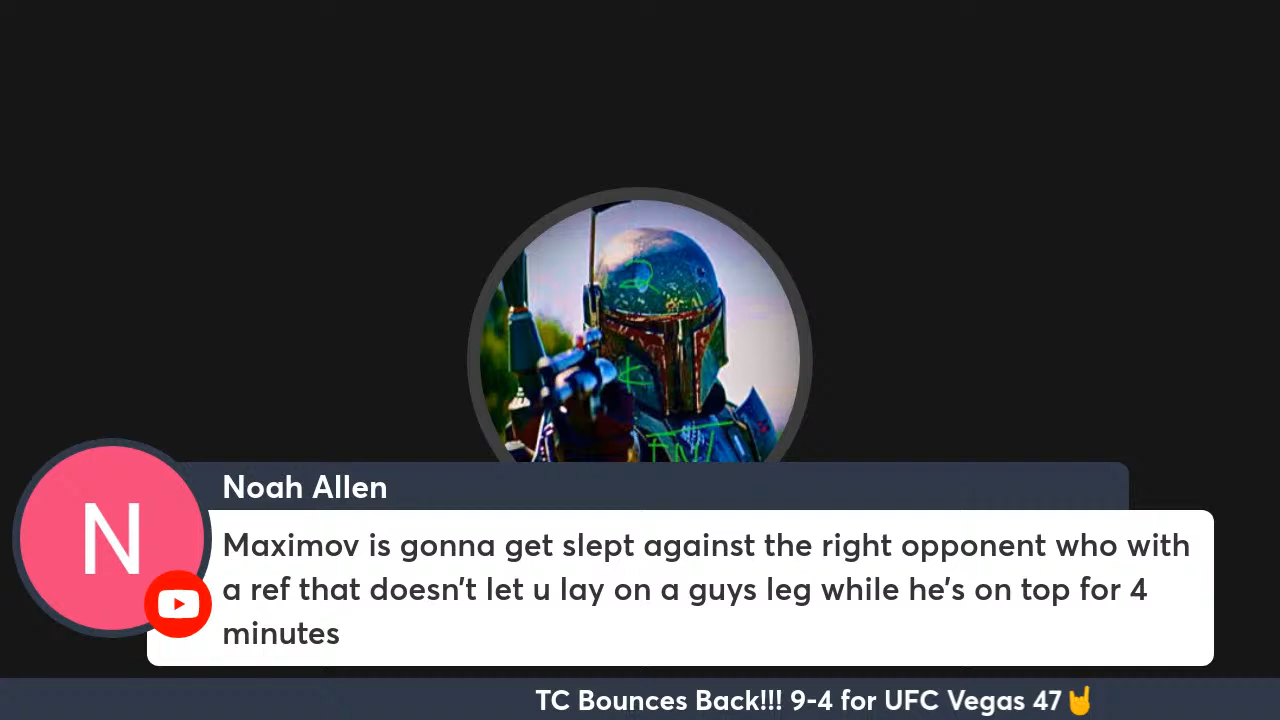 Noah Allen
N
Maximov is gonna get slept against the right opponent who with
a ref that doesn't let u lay on a guys leg while he's on top for 4
minutes
TC Bounces Back!!! 9-4 for UFC Vegas 47🤘